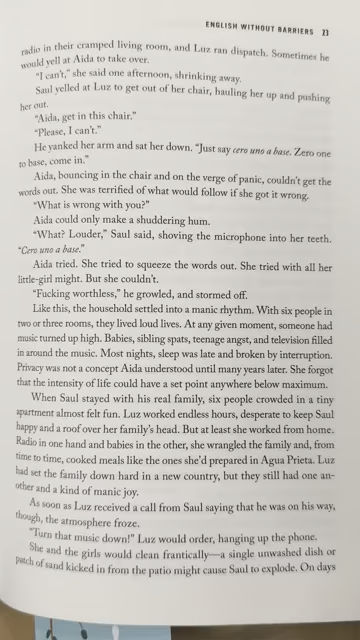 ENGLISH WITHOUT BARRIERS 23
radio in their cramped living room, and Luz ran dispatch. Sometimes he
would yell at Aida to take over.
"I can't," she said one afternoon, shrinking away.
Saul yelled at Luz to get out of her chair, hauling her up and pushing
her out.
"Aida, get in this chair."
"Please, I can't."
He yanked her arm and sat her down. "Just say cero uno a base. Zero one
to base, come in."
Aida, bouncing in the chair and on the verge of panic, couldn't get the
words out. She was terrified of what would follow if she got it wrong.
"What is wrong with you?"
Aida could only make a shuddering hum.
"What? Louder," Saul said, shoving the microphone into her teeth.
"Cero uno a base."
Aida tried. She tried to squeeze the words out. She tried with all her
little-girl might. But she couldn't.
"Fucking worthless," he growled, and stormed off.
Like this, the household settled into a manic rhythm. With six people in
two or three rooms, they lived loud lives. At any given moment, someone had
music turned up high. Babies, sibling spats, teenage angst, and television filled
in around the music. Most nights, sleep was late and broken by interruption.
Privacy was not a concept Aida understood until many years later. She forgot
that the intensity of life could have a set point anywhere below maximum.
When Saul stayed with his real family, six people crowded in a tiny
apartment almost felt fun. Luz worked endless hours, desperate to keep Saul
happy and a roof over her family's head. But at least she worked from home.
Radio in one hand and babies in the other, she wrangled the family and, from
time to time, cooked meals like the ones she'd prepared in Agua Prieta. Luz
had set the family down hard in a new country, but they still had one an-
other and a kind of manic joy.
As soon as Luz received a call from Saul saying that he was on his way,
though, the atmosphere froze.
"Turn that music down!" Luz would order, hanging up the phone.
She and the girls would clean frantically—a single unwashed dish or
patch of sand kicked in from the patio might cause Saul to explode. On days